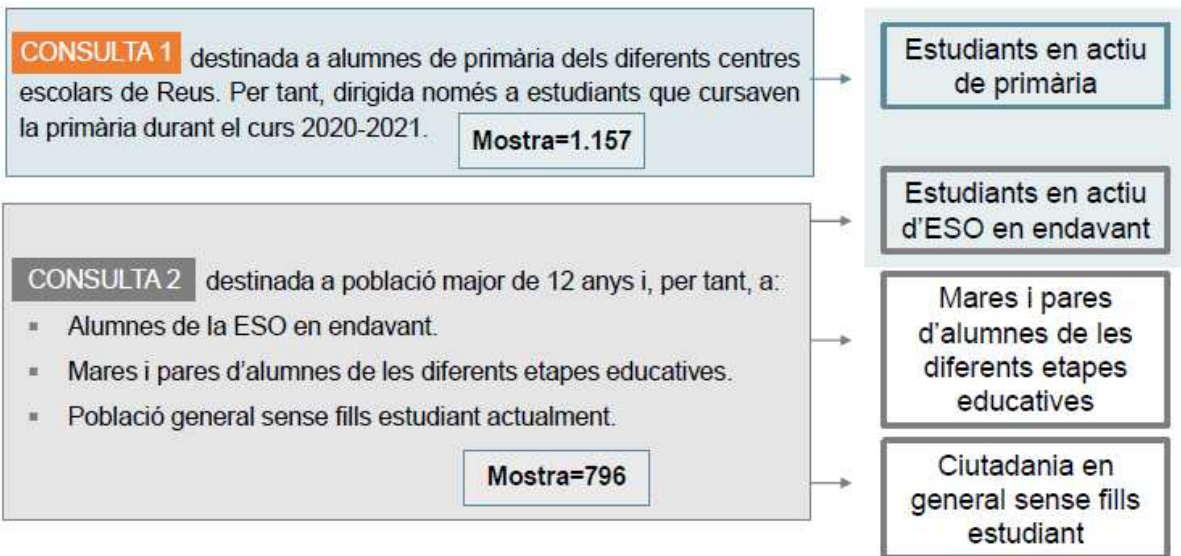 CONSULTA 1 destinada a alumnes de primària dels diferents centres
escolars de Reus. Per tant, dirigida només a estudiants que cursaven
la primària durant el curs 2020-2021.
Mostra=1.157
Estudiants en actiu
de primària
Estudiants en actiu
d'ESO en endavant
CONSULTA 2 destinada a població major de 12 anys i, per tant, a:
▪ Alumnes de la ESO en endavant.
▪ Mares i pares d'alumnes de les diferents etapes educatives.
▪ Població general sense fills estudiant actualment.
Mostra=796
Mares i pares
d'alumnes de les
diferents etapes
educatives
Ciutadania en
general sense fills
estudiant